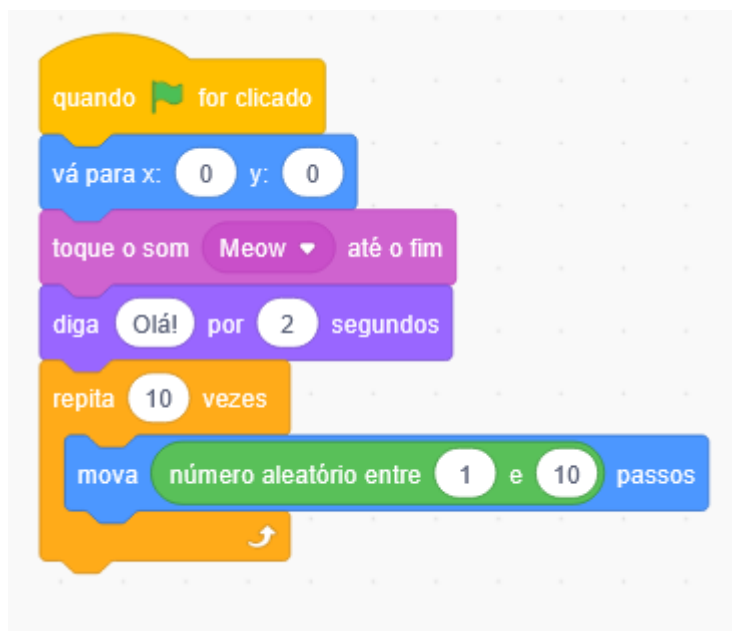 quando for clicado
vá para x: 0 y: 0
toque o som Meow até o fim
diga Olá! por 2 segundos
repita 10 vezes
mova número aleatório entre 1 e 10 passos